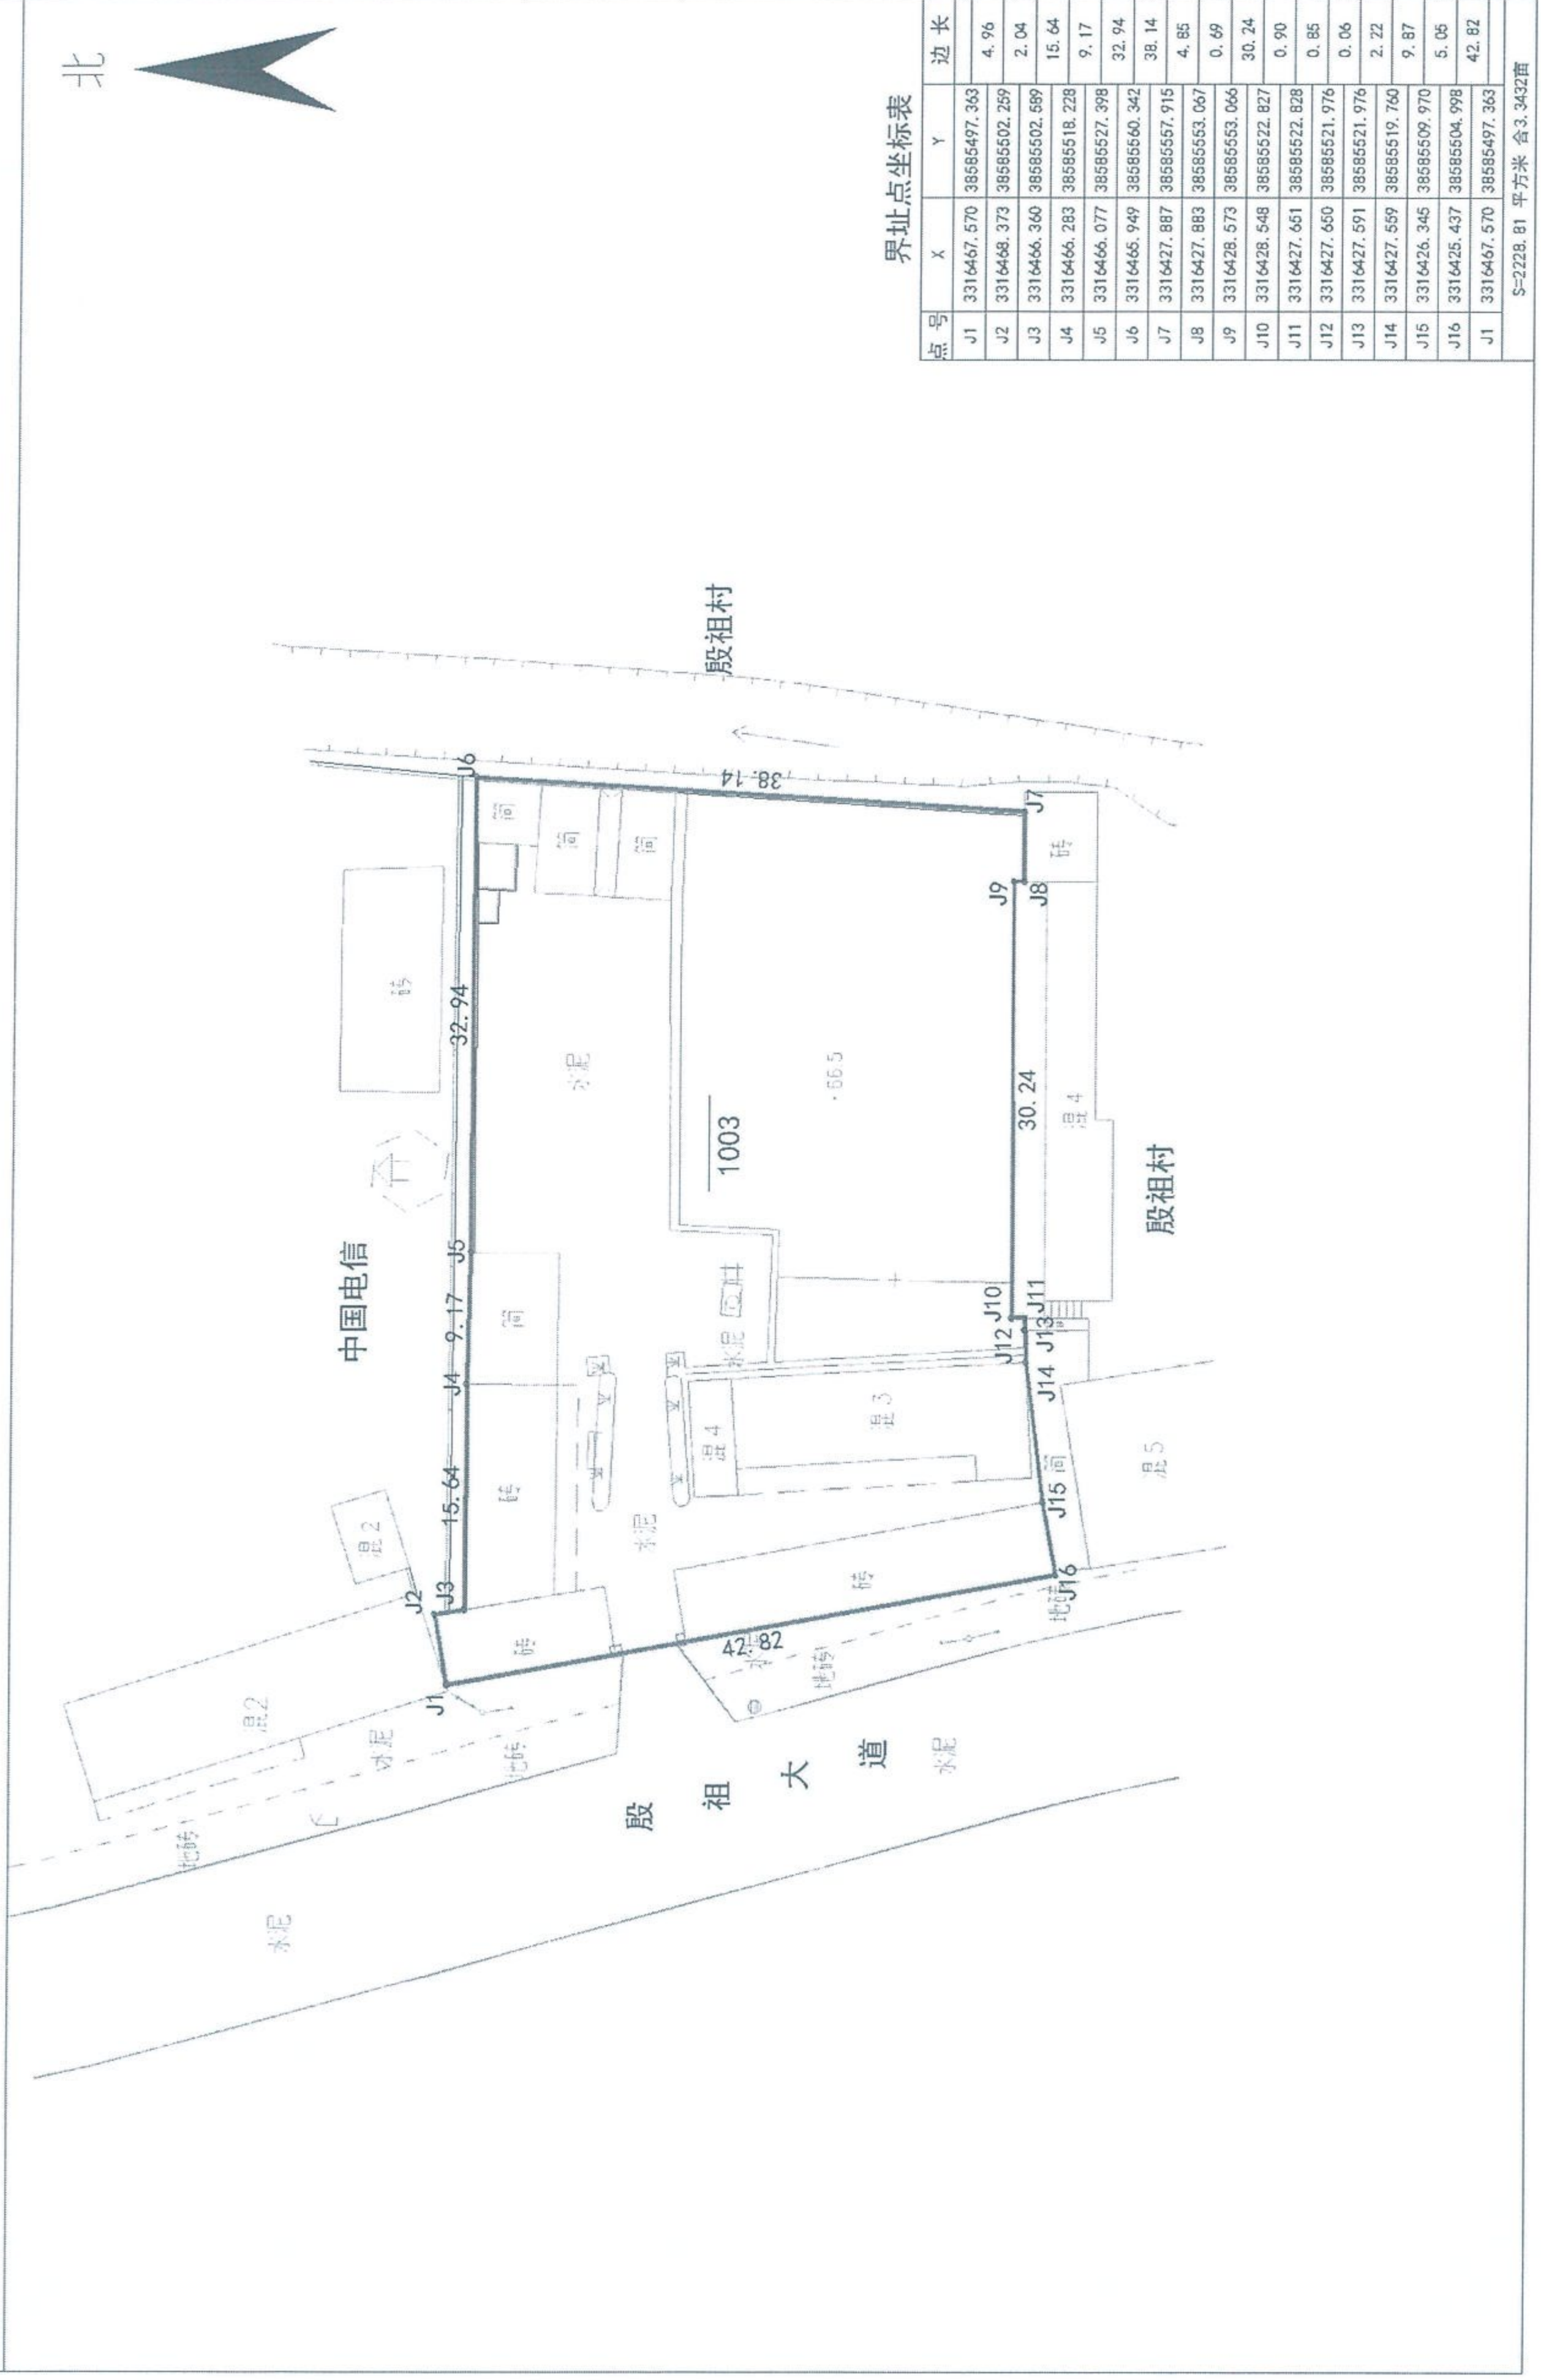 北
界址点坐标表
点号 X Y 边长
J1 3316467.570 38585497.363
4.96
J2 3316468.373 38585502.259
2.04
J3 3316466.360 38585502.589
15.64
J4 3316466.283 38585518.228
9.17
J5 3316466.077 38585527.398
32.94
J6 3316465.949 38585560.342
38.14
J7 3316427.887 38585557.915
4.85
J8 3316427.883 38585553.067
0.69
J9 3316428.573 38585553.066
30.24
J10 3316428.548 38585522.827
0.90
J11 3316427.651 38585522.828
0.85
J12 3316427.650 38585521.976
0.06
J13 3316427.591 38585521.976
2.22
J14 3316427.559 38585519.760
9.87
J15 3316426.345 38585509.970
5.05
J16 3316425.437 38585504.998
42.82
J1 3316467.570 38585497.363
S=2228.81 平方米 合3.3432亩
中国电信
殷祖村
殷祖村
殷祖大道
1003
·66.5
J1
J2
J3
15.64
J4
9.17
J5
32.94
J6
38.14
J7
J8
J9
30.24
J10
J11
J12
J13
J14
J15
J16
42.82
混2
混2
砖
砖
砖
砖
砖
简
简
简
简
简
混4
混3
混4
混5
水泥
水泥
水泥
水泥
水泥
水泥
水泥
地砖
地砖
地砖
地砖